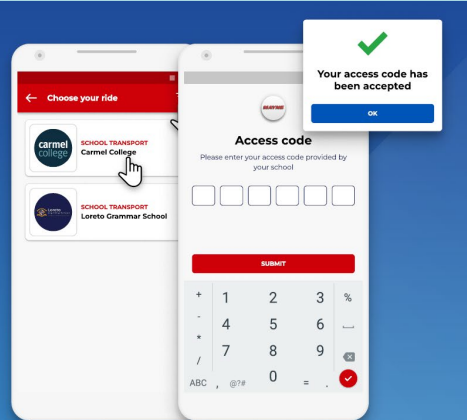 Choose your ride
carmel
college
SCHOOL TRANSPORT
Carmel College
Loreto
SCHOOL TRANSPORT
Loreto Grammar School
Access code
Please enter your access code provided by
your school
SUBMIT
+ 1 2 3 %
- 4 5 6
* 7 8 9
/
ABC , @?# 0 = .
Your access code has
been accepted
OK